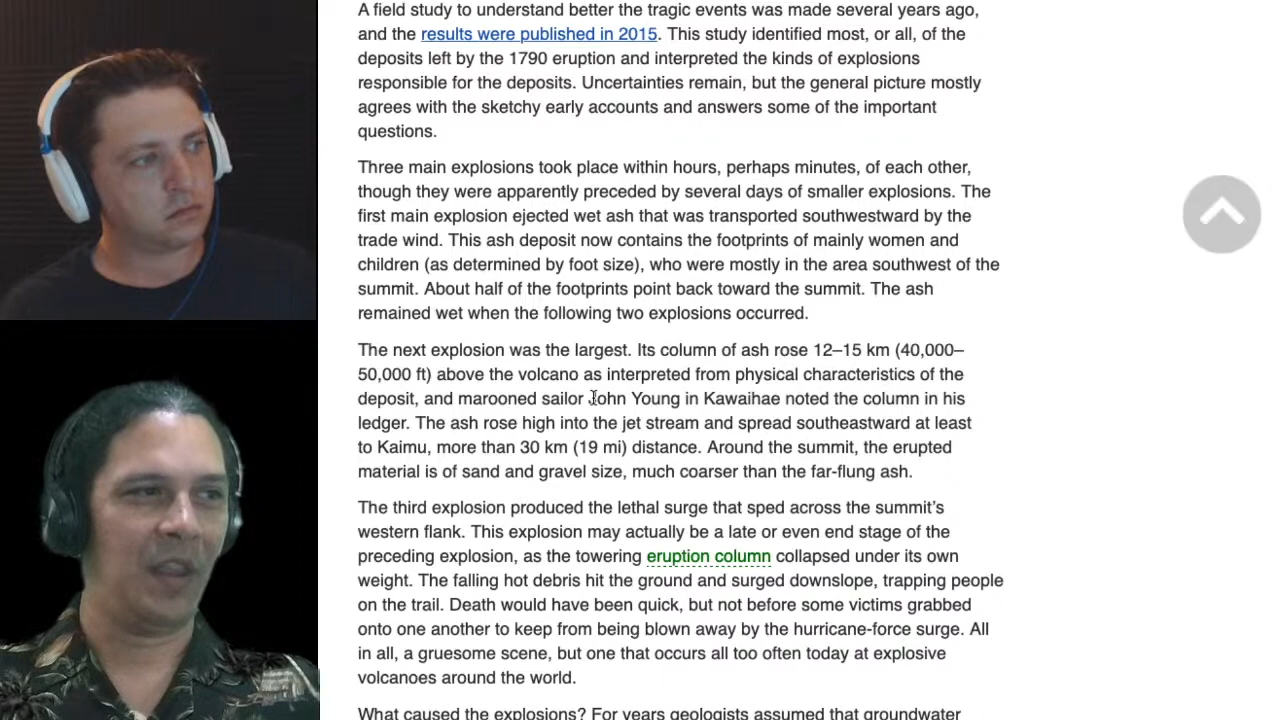 A field study to understand better the tragic events was made several years ago,
and the results were published in 2015. This study identified most, or all, of the
deposits left by the 1790 eruption and interpreted the kinds of explosions
responsible for the deposits. Uncertainties remain, but the general picture mostly
agrees with the sketchy early accounts and answers some of the important
questions.
Three main explosions took place within hours, perhaps minutes, of each other,
though they were apparently preceded by several days of smaller explosions. The
first main explosion ejected wet ash that was transported southwestward by the
trade wind. This ash deposit now contains the footprints of mainly women and
children (as determined by foot size), who were mostly in the area southwest of the
summit. About half of the footprints point back toward the summit. The ash
remained wet when the following two explosions occurred.
The next explosion was the largest. Its column of ash rose 12–15 km (40,000–
50,000 ft) above the volcano as interpreted from physical characteristics of the
deposit, and marooned sailor John Young in Kawaihae noted the column in his
ledger. The ash rose high into the jet stream and spread southeastward at least
to Kaimu, more than 30 km (19 mi) distance. Around the summit, the erupted
material is of sand and gravel size, much coarser than the far-flung ash.
The third explosion produced the lethal surge that sped across the summit’s
western flank. This explosion may actually be a late or even end stage of the
preceding explosion, as the towering eruption column collapsed under its own
weight. The falling hot debris hit the ground and surged downslope, trapping people
on the trail. Death would have been quick, but not before some victims grabbed
onto one another to keep from being blown away by the hurricane-force surge. All
in all, a gruesome scene, but one that occurs all too often today at explosive
volcanoes around the world.
What caused the explosions? For years geologists assumed that groundwater